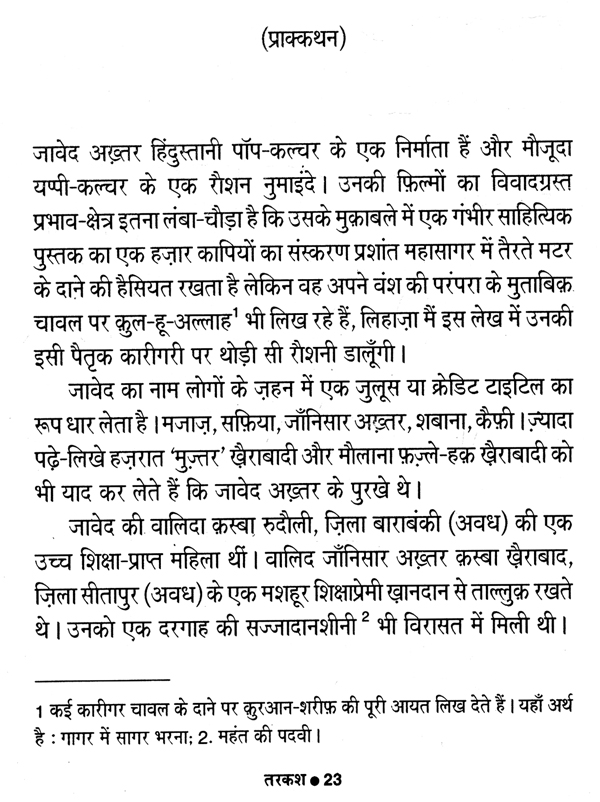 (प्राक्कथन)
जावेद अख़्तर हिंदुस्तानी पॉप-कल्चर के एक निर्माता हैं और मौजूदा
यप्पी-कल्चर के एक रौशन नुमाइंदे। उनकी फ़िल्मों का विवादग्रस्त
प्रभाव-क्षेत्र इतना लंबा-चौड़ा है कि उसके मुक़ाबले में एक गंभीर साहित्यिक
पुस्तक का एक हज़ार कापियों का संस्करण प्रशांत महासागर में तैरते मटर
के दाने की हैसियत रखता है लेकिन वह अपने वंश की परंपरा के मुताबिक़
चावल पर क़ुल-हू-अल्लाह¹ भी लिख रहे हैं, लिहाज़ा मैं इस लेख में उनकी
इसी पैतृक कारीगरी पर थोड़ी सी रौशनी डालूँगी।
जावेद का नाम लोगों के ज़हन में एक जुलूस या क्रेडिट टाइटिल का
रूप धार लेता है। मजाज़, सफ़िया, जाँनिसार अख़्तर, शबाना, कैफ़ी। ज़्यादा
पढ़े-लिखे हज़रात ‘मुज़्तर’ ख़ैराबादी और मौलाना फ़ज़्ले-हक़ ख़ैराबादी को
भी याद कर लेते हैं कि जावेद अख़्तर के पुरखे थे।
जावेद की वालिदा क़स्बा रुदौली, ज़िला बाराबंकी (अवध) की एक
उच्च शिक्षा-प्राप्त महिला थीं। वालिद जाँनिसार अख़्तर क़स्बा ख़ैराबाद,
ज़िला सीतापुर (अवध) के एक मशहूर शिक्षाप्रेमी ख़ानदान से ताल्लुक़ रखते
थे। उनको एक दरगाह की सज्जादानशीनी ² भी विरासत में मिली थी।
1 कई कारीगर चावल के दाने पर क़ुरआन-शरीफ़ की पूरी आयत लिख देते हैं। यहाँ अर्थ
है : गागर में सागर भरना; 2. महंत की पदवी।
तरकश ● 23